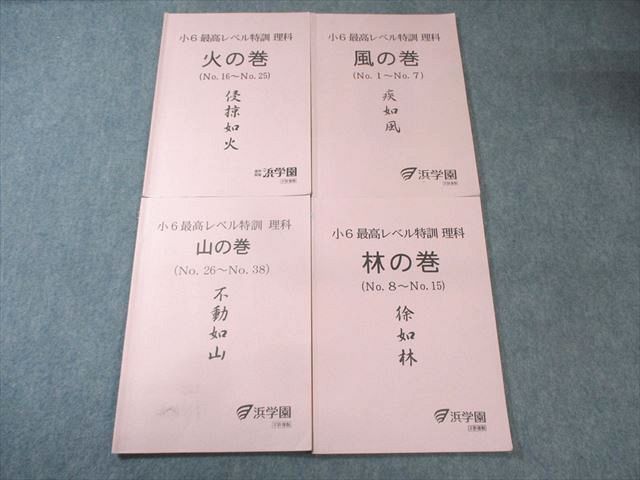 小6 最高レベル特訓 理科
火の巻
(No. 16～No. 25)
侵
掠
如
火
浜学園
小6 最高レベル特訓 理科
風の巻
(No. 1～No. 7)
疾
如
風
浜学園
小6 最高レベル特訓 理科
山の巻
(No. 26～No. 38)
不
動
如
山
浜学園
小6 最高レベル特訓 理科
林の巻
(No. 8～No. 15)
徐
如
林
浜学園